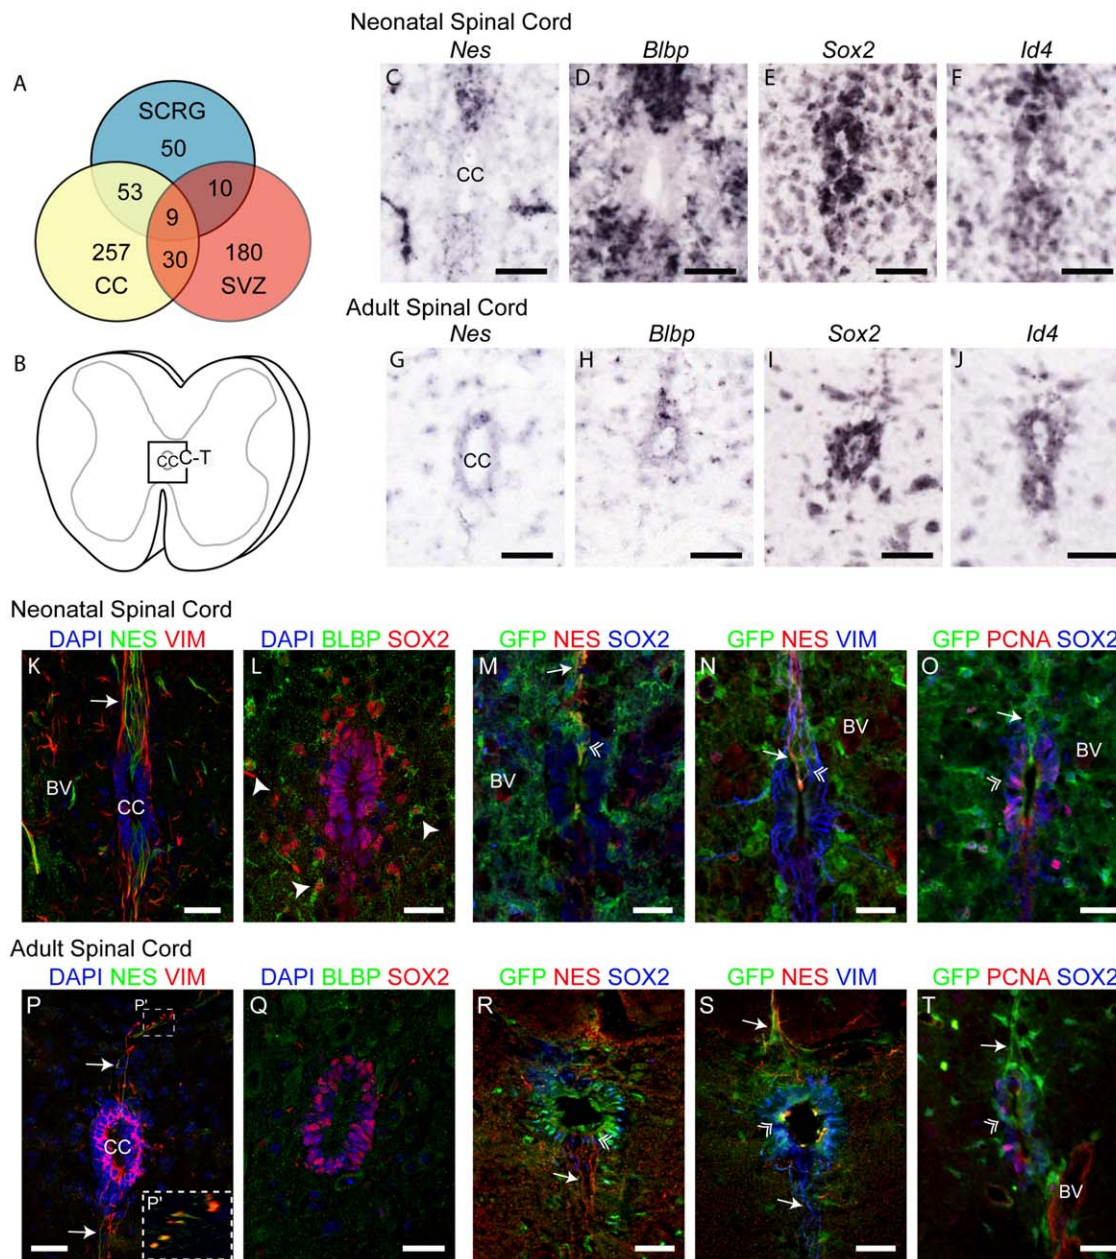 Neonatal Spinal Cord
Nes Blbp Sox2 Id4
A
SCRG
50
53 10
9
257 30 180
CC SVZ
C D E F
CC
B
CC C-T
Adult Spinal Cord
Nes Blbp Sox2 Id4
G H I J
CC
Neonatal Spinal Cord
DAPI NES VIM DAPI BLBP SOX2 GFP NES SOX2 GFP NES VIM GFP PCNA SOX2
K L M N O
BV CC BV BV BV
Adult Spinal Cord
DAPI NES VIM DAPI BLBP SOX2 GFP NES SOX2 GFP NES VIM GFP PCNA SOX2
P P' Q R S T
CC
P'
BV